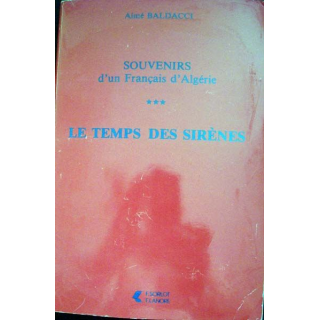 Aimé BALDACCI
SOUVENIRS
d'un Français d'Algérie
***
LE TEMPS DES SIRÈNES